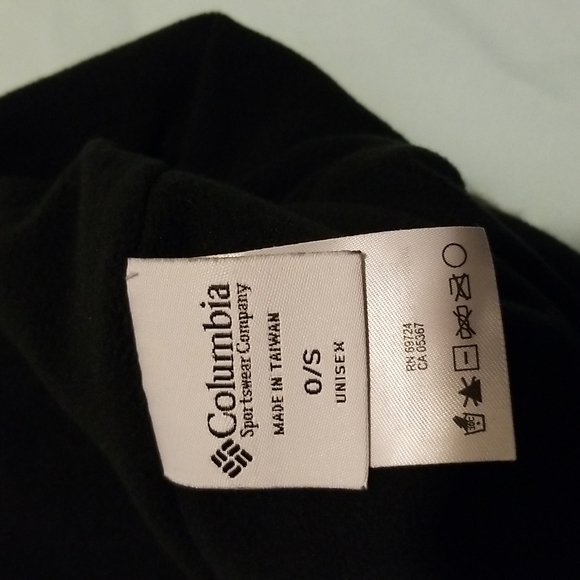 Columbia
Sportswear Company
MADE IN TAIWAN
O/S
UNISEX
RN 69724
CA 05367